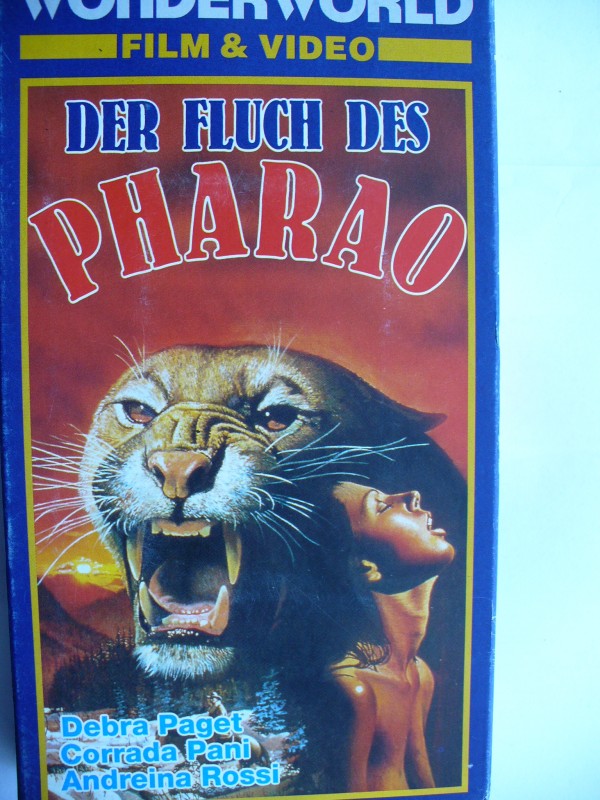 WONDERWORLD
FILM & VIDEO
DER FLUCH DES
PHARAO
Debra Paget
Corrada Pani
Andreina Rossi